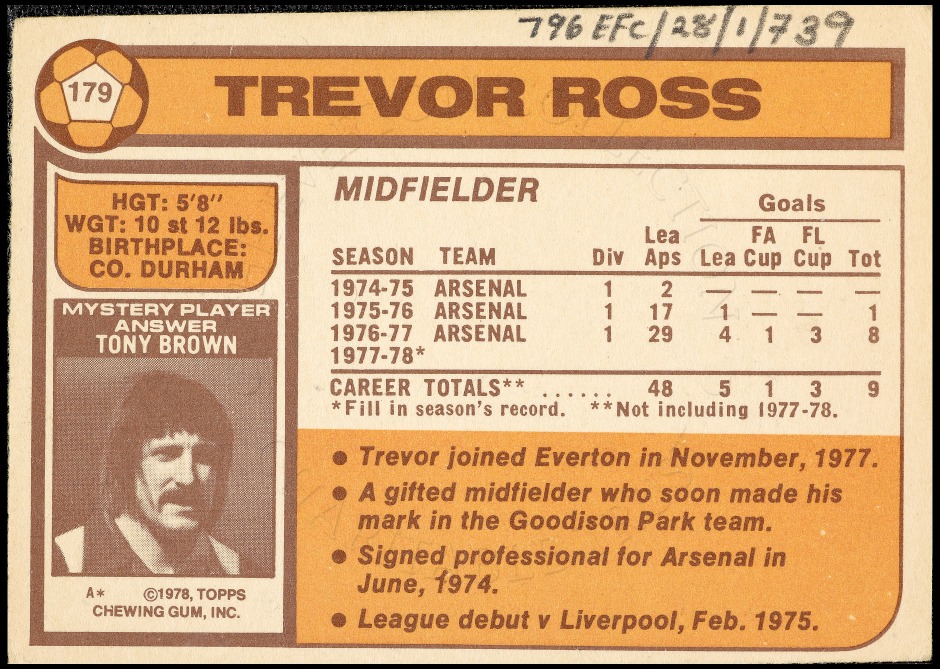 796 EFC/28/1/739
179
TREVOR ROSS
HGT: 5'8"
WGT: 10 st 12 lbs.
BIRTHPLACE:
CO. DURHAM
MYSTERY PLAYER
ANSWER
TONY BROWN
A* ©1978, TOPPS
CHEWING GUM, INC.
MIDFIELDER
Goals
Lea FA FL
SEASON TEAM Div Aps Lea Cup Cup Tot
1974-75 ARSENAL 1 2 — — — —
1975-76 ARSENAL 1 17 1 — — 1
1976-77 ARSENAL 1 29 4 1 3 8
1977-78*
CAREER TOTALS** ...... 48 5 1 3 9
*Fill in season's record. **Not including 1977-78.
● Trevor joined Everton in November, 1977.
● A gifted midfielder who soon made his
mark in the Goodison Park team.
● Signed professional for Arsenal in
June, 1974.
● League debut v Liverpool, Feb. 1975.